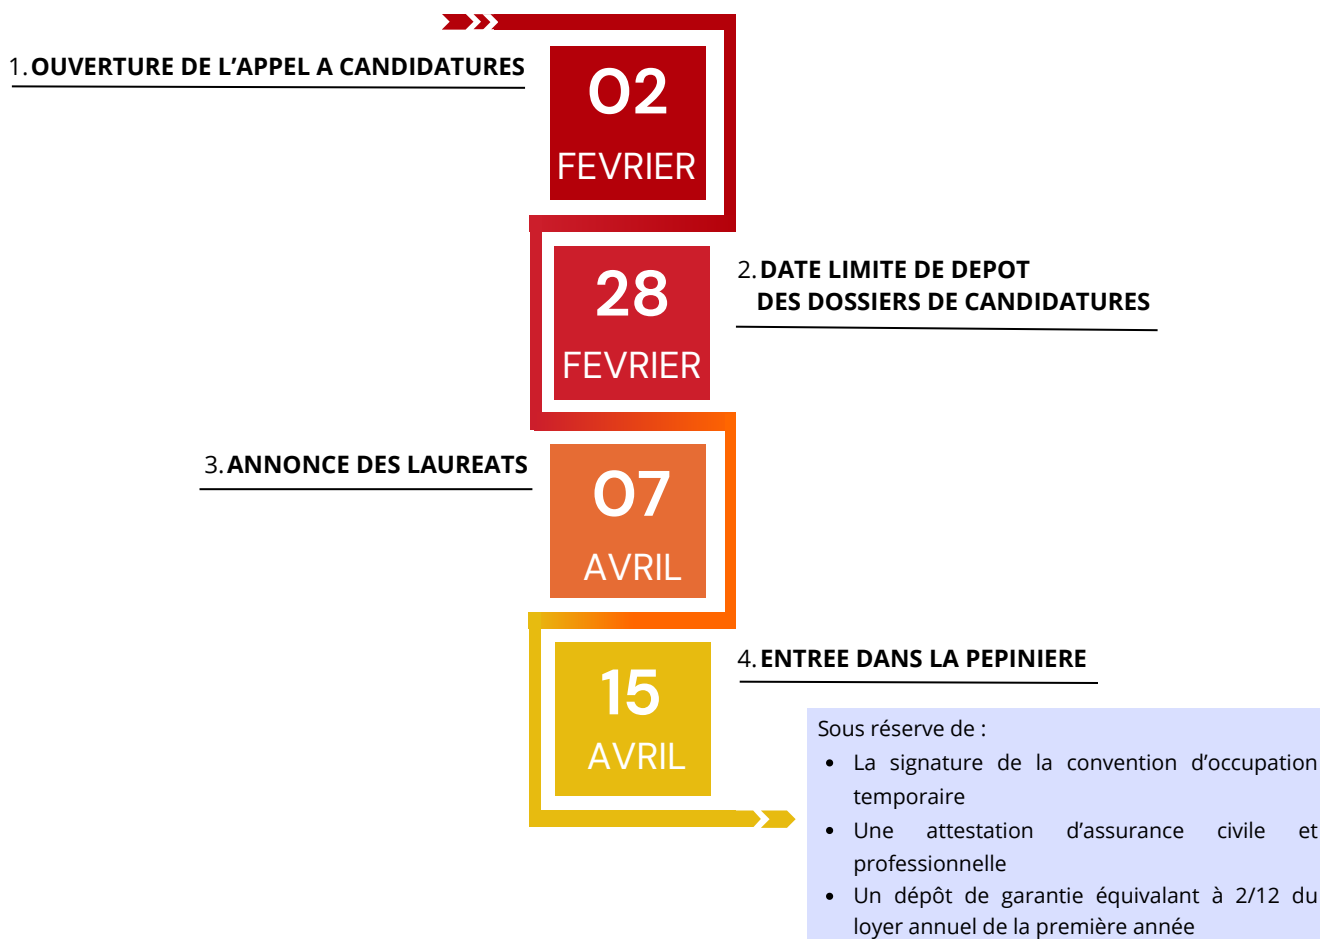 1. OUVERTURE DE L’APPEL A CANDIDATURES
02
FEVRIER
28
FEVRIER
2. DATE LIMITE DE DEPOT
DES DOSSIERS DE CANDIDATURES
3. ANNONCE DES LAUREATS
07
AVRIL
15
AVRIL
4. ENTREE DANS LA PEPINIERE
Sous réserve de :
• La signature de la convention d’occupation
temporaire
• Une attestation d’assurance civile et
professionnelle
• Un dépôt de garantie équivalant à 2/12 du
loyer annuel de la première année